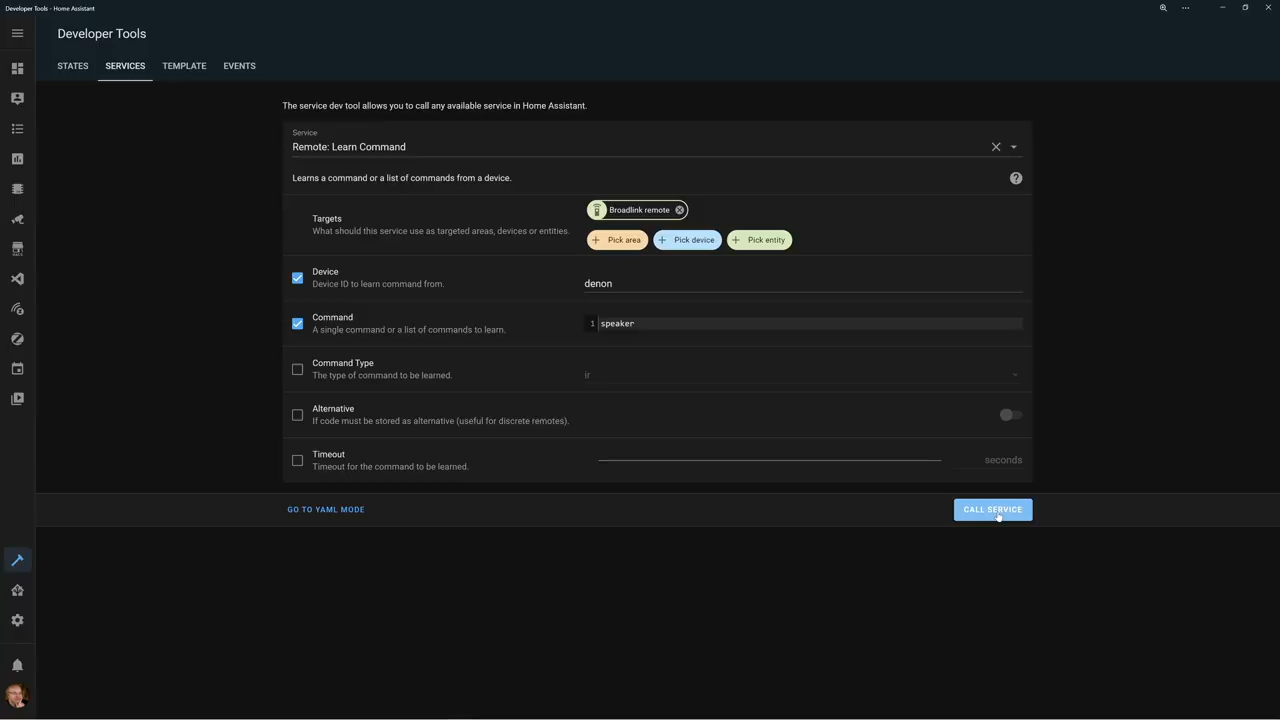 Developer Tools - Home Assistant
Developer Tools
STATES SERVICES TEMPLATE EVENTS
The service dev tool allows you to call any available service in Home Assistant.
Service
Remote: Learn Command
Learns a command or a list of commands from a device.
Targets
What should this service use as targeted areas, devices or entities.
Broadlink remote
Pick area Pick device Pick entity
Device
Device ID to learn command from.
denon
Command
A single command or a list of commands to learn.
1 speaker
Command Type
The type of command to be learned.
ir
Alternative
If code must be stored as alternative (useful for discrete remotes).
Timeout
Timeout for the command to be learned.
seconds
GO TO YAML MODE
CALL SERVICE